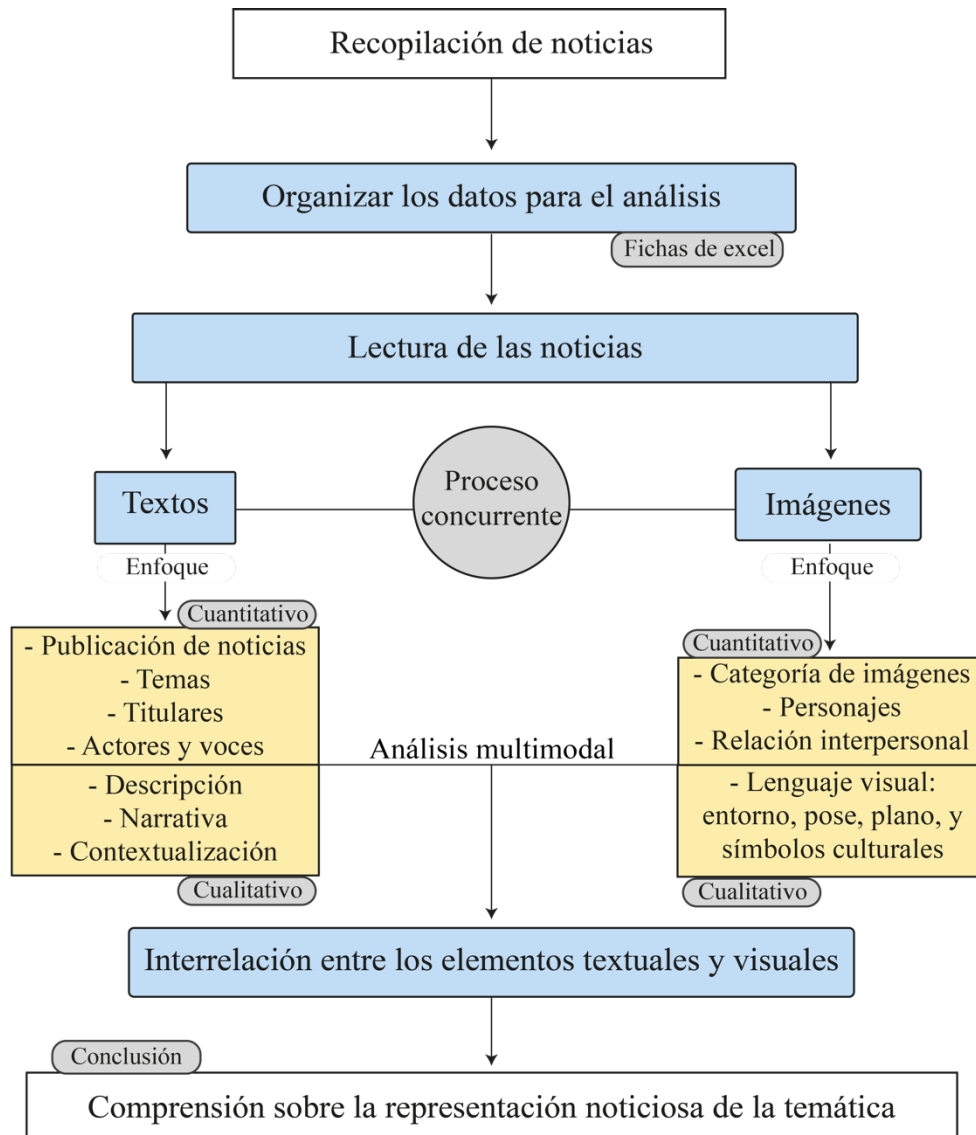 Recopilación de noticias
Organizar los datos para el análisis
Fichas de excel
Lectura de las noticias
Proceso
concurrente
Textos
Imágenes
Enfoque
Enfoque
Cuantitativo
- Publicación de noticias
- Temas
- Titulares
- Actores y voces
- Descripción
- Narrativa
- Contextualización
Cualitativo
Análisis multimodal
Cuantitativo
- Categoría de imágenes
- Personajes
- Relación interpersonal
- Lenguaje visual:
entorno, pose, plano, y
símbolos culturales
Cualitativo
Interrelación entre los elementos textuales y visuales
Conclusión
Comprensión sobre la representación noticiosa de la temática